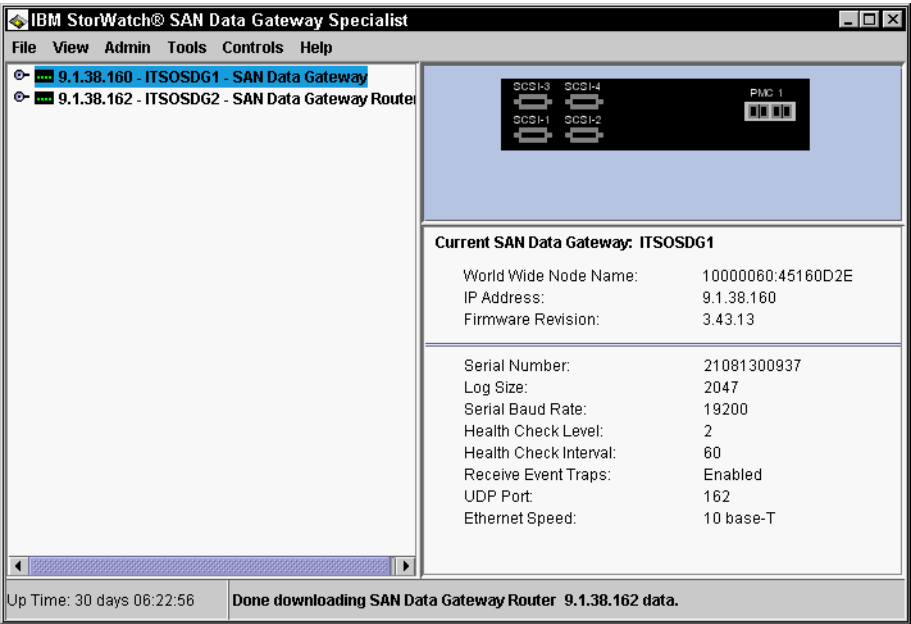 IBM StorWatch® SAN Data Gateway Specialist
File View Admin Tools Controls Help
9.1.38.160 - ITSOSDG1 - SAN Data Gateway
9.1.38.162 - ITSOSDG2 - SAN Data Gateway Router
SCSI-3 SCSI-4
PMC 1
SCSI-1 SCSI-2
Current SAN Data Gateway: ITSOSDG1
World Wide Node Name: 10000060:45160D2E
IP Address: 9.1.38.160
Firmware Revision: 3.43.13
Serial Number: 21081300937
Log Size: 2047
Serial Baud Rate: 19200
Health Check Level: 2
Health Check Interval: 60
Receive Event Traps: Enabled
UDP Port: 162
Ethernet Speed: 10 base-T
Up Time: 30 days 06:22:56
Done downloading SAN Data Gateway Router 9.1.38.162 data.